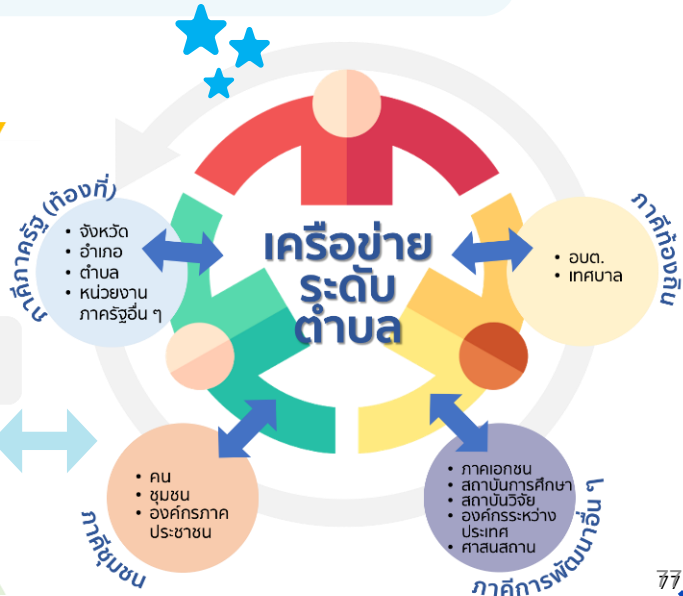 ภาคีภาครัฐ (ท้องที่)
• จังหวัด
• อำเภอ
• ตำบล
• หน่วยงาน
ภาครัฐอื่น ๆ
เครือข่าย
ระดับ
ตำบล
ภาคีท้องถิ่น
• อบต.
• เทศบาล
• คน
• ชุมชน
• องค์กรภาค
ประชาชน
ภาคีชุมชน
• ภาคเอกชน
• สถาบันการศึกษา
• สถาบันวิจัย
• องค์กรระหว่าง
ประเทศ
• ศาสนสถาน
ภาคีการพัฒนาอื่น ๆ
77